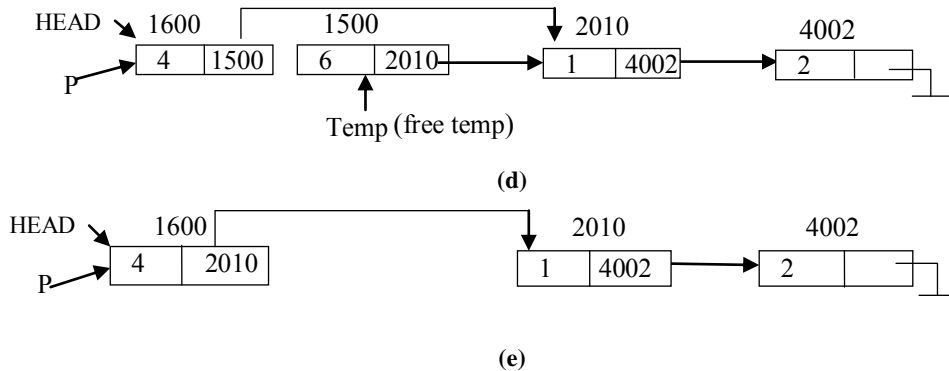 HEAD 1600 1500 2010 4002
4 1500 6 2010 1 4002 2
P
Temp (free temp)
(d)
HEAD 1600 2010 4002
4 2010 1 4002 2
P
(e)